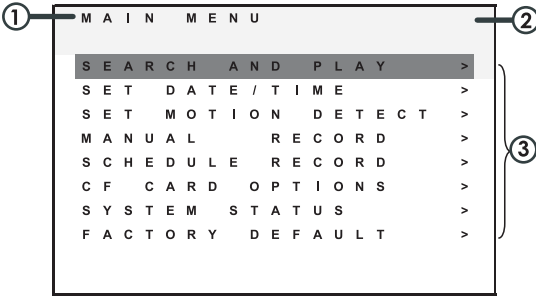 ① MAIN MENU ②
SEARCH AND PLAY >
SET DATE/TIME >
SET MOTION DETECT >
MANUAL RECORD >
SCHEDULE RECORD >
③
CF CARD OPTIONS >
SYSTEM STATUS >
FACTORY DEFAULT >